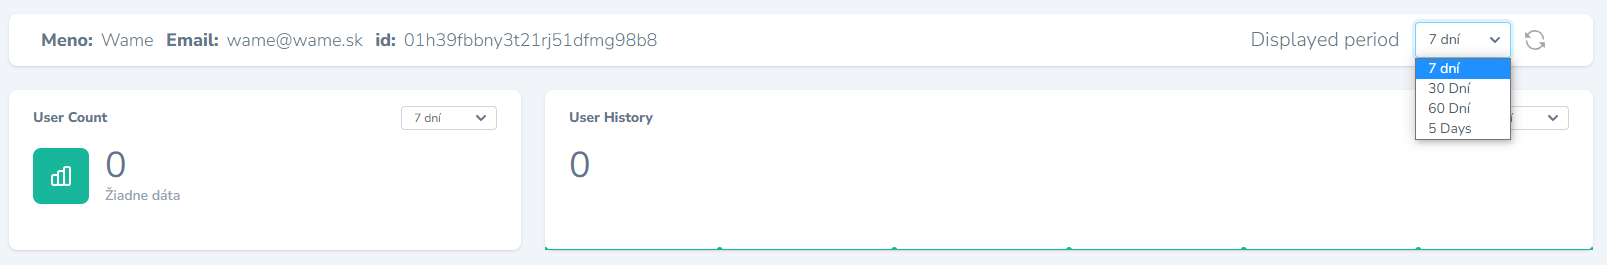 Meno: Wame Email: wame@wame.sk id: 01h39fbbny3t21rj51dfmg98b8
Displayed period 7 dní
7 dní
30 Dní
60 Dní
5 Days
User Count 7 dní
0
Žiadne dáta
User History
0